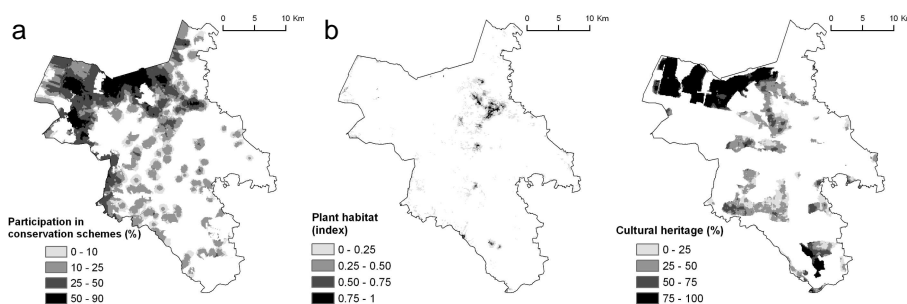 a
0 5 10 Km
Participation in
conservation schemes (%)
0 - 10
10 - 25
25 - 50
50 - 90
b
0 5 10 Km
Plant habitat
(index)
0 - 0.25
0.25 - 0.50
0.50 - 0.75
0.75 - 1
0 5 10 Km
Cultural heritage (%)
0 - 25
25 - 50
50 - 75
75 - 100